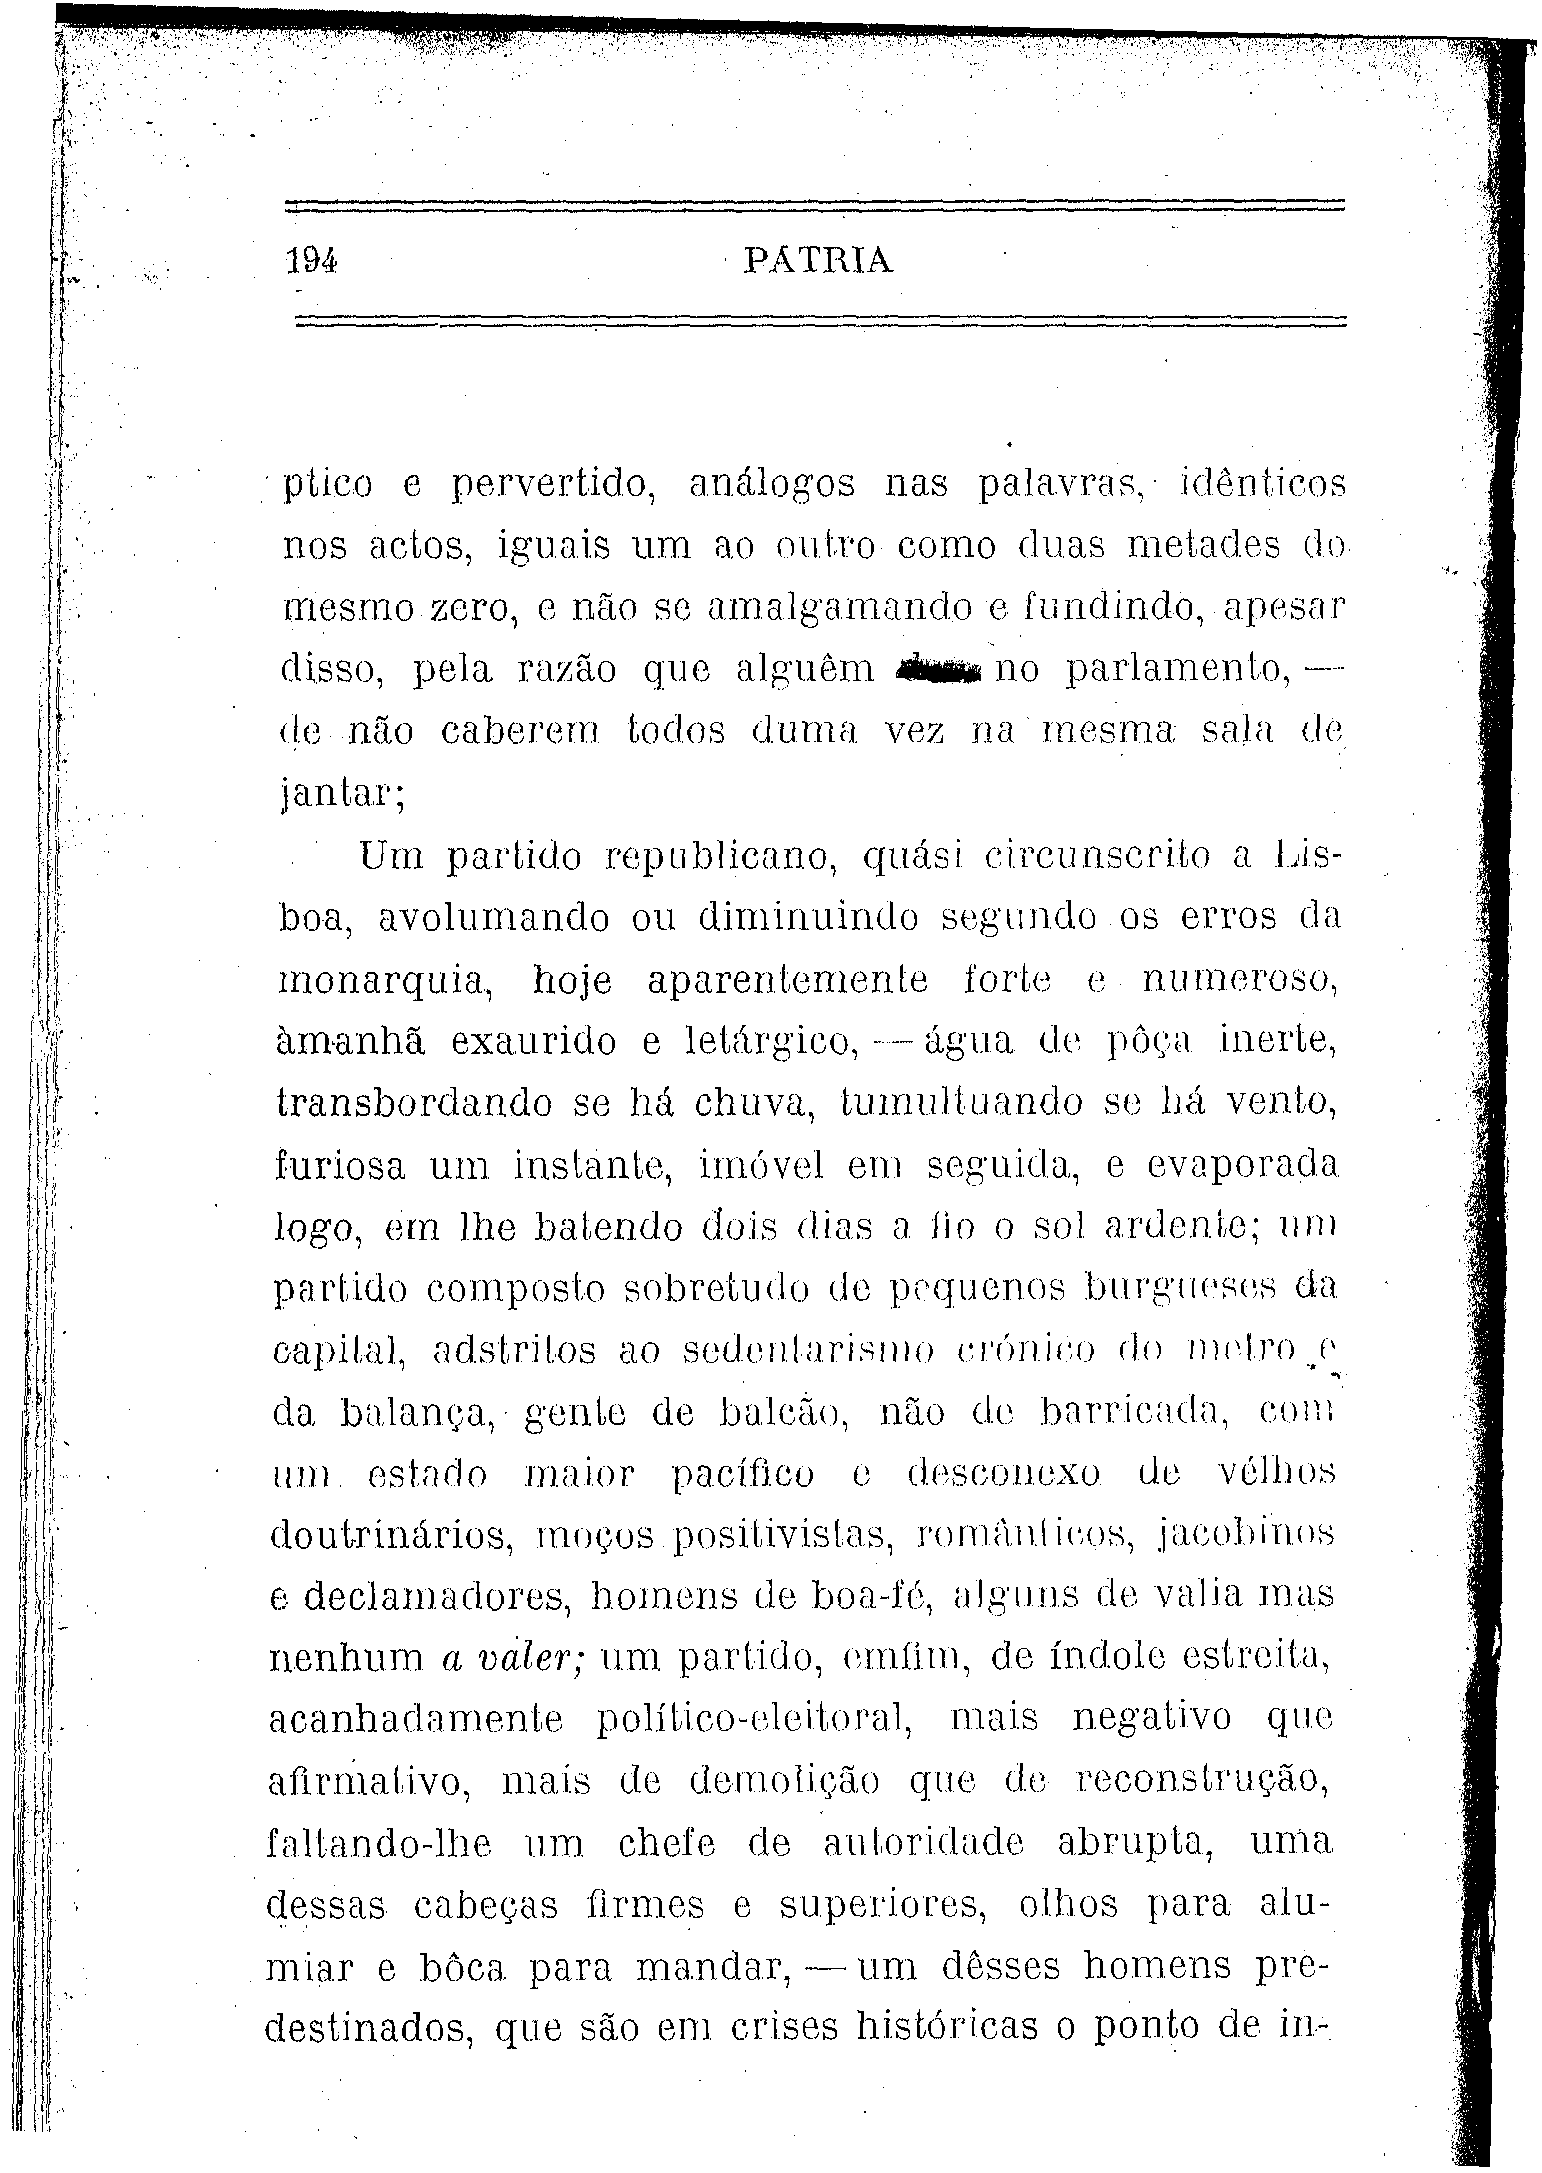 194 PÁTRIA
ptico e pervertido, análogos nas palavras, idênticos
nos actos, iguais um ao outro como duas metades do
mesmo zero, e não se amalgamando e fundindo, apesar
disso, pela razão que alguêm no parlamento, —
de não caberem todos duma vez na mesma sala de
jantar;
Um partido republicano, quási circunscrito a Lis-
boa, avolumando ou diminuindo segundo os erros da
monarquia, hoje aparentemente forte e numeroso,
àmanhã exaurido e letárgico, — água de pôça inerte,
transbordando se há chuva, tumultuando se há vento,
furiosa um instante, imóvel em seguida, e evaporada
logo, em lhe batendo dois dias a fio o sol ardente; um
partido composto sobretudo de pequenos burgueses da
capital, adstritos ao sedentarismo crónico do metro e
da balança, gente de balcão, não de barricada, com
um estado maior pacífico e desconexo de vélhos
doutrinários, moços positivistas, românticos, jacobinos
e declamadores, homens de boa-fé, alguns de valia mas
nenhum a valer; um partido, emfim, de índole estreita,
acanhadamente político-eleitoral, mais negativo que
afirmativo, mais de demolição que de reconstrução,
faltando-lhe um chefe de autoridade abrupta, uma
dessas cabeças firmes e superiores, olhos para alu-
miar e bôca para mandar, — um dêsses homens pre-
destinados, que são em crises históricas o ponto de in-